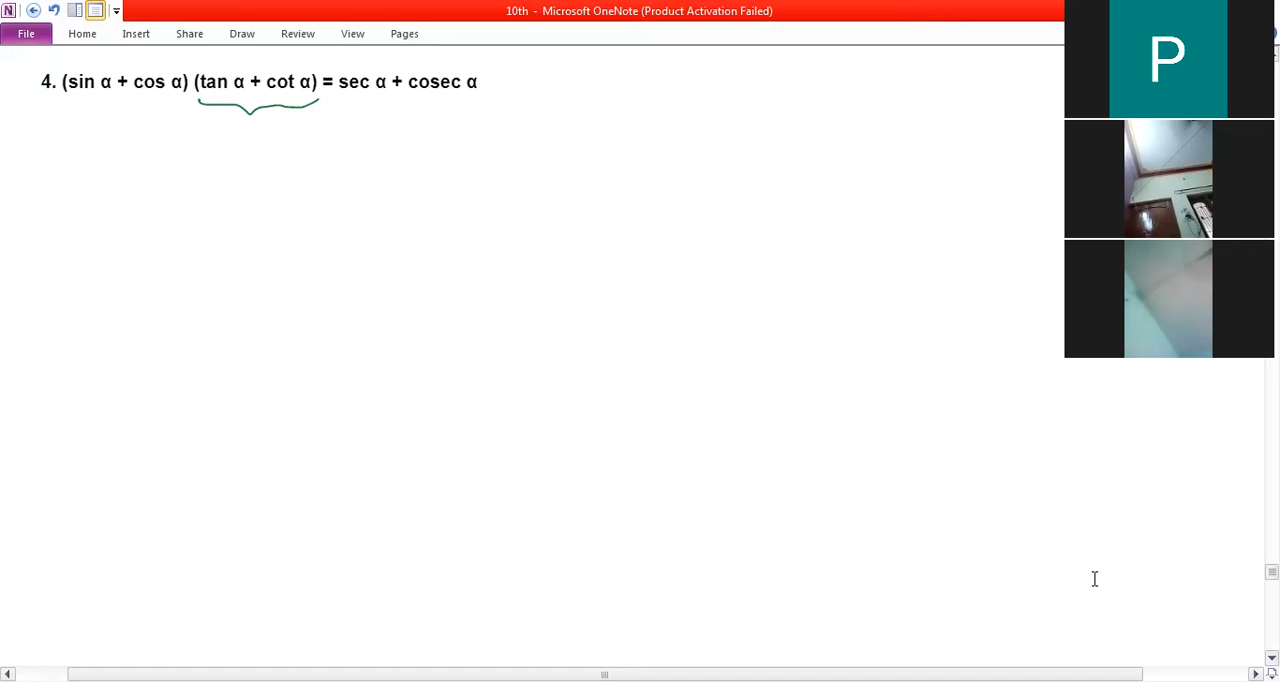 10th - Microsoft OneNote (Product Activation Failed)
File Home Insert Share Draw Review View Pages
4. (sin α + cos α) (tan α + cot α) = sec α + cosec α
P